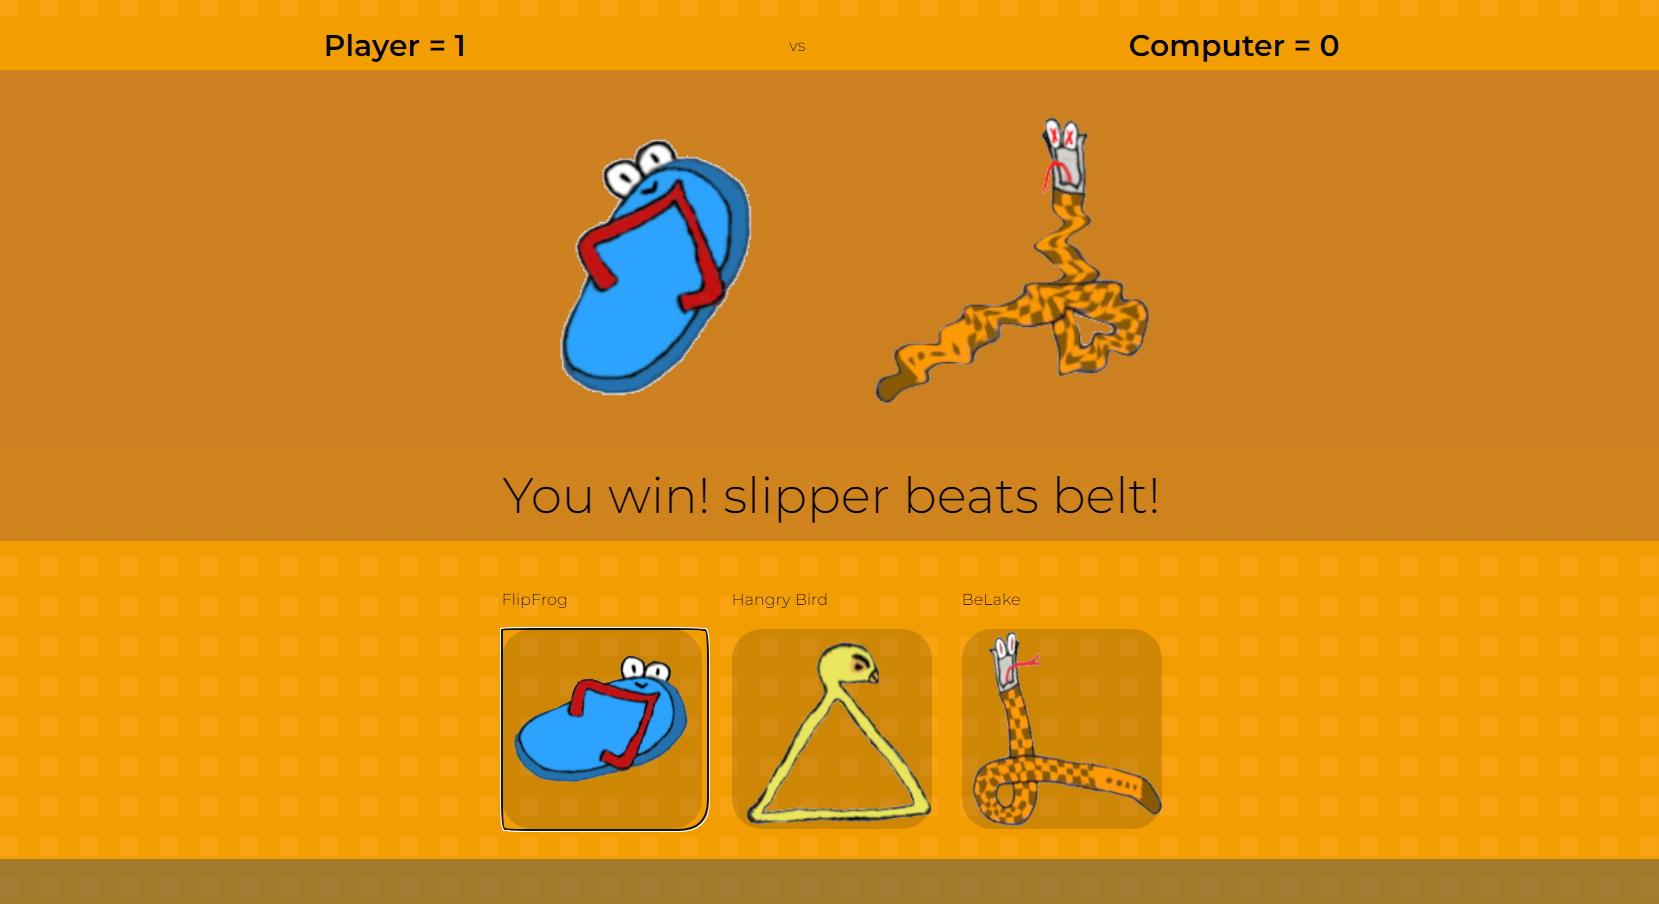 Player = 1
vs
Computer = 0
You win! slipper beats belt!
FlipFrog
Hangry Bird
BeLake